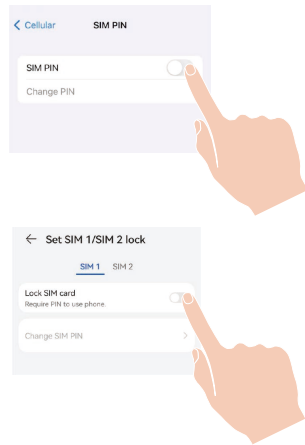 Cellular SIM PIN
SIM PIN
Change PIN
Set SIM 1/SIM 2 lock
SIM 1 SIM 2
Lock SIM card
Require PIN to use phone.
Change SIM PIN